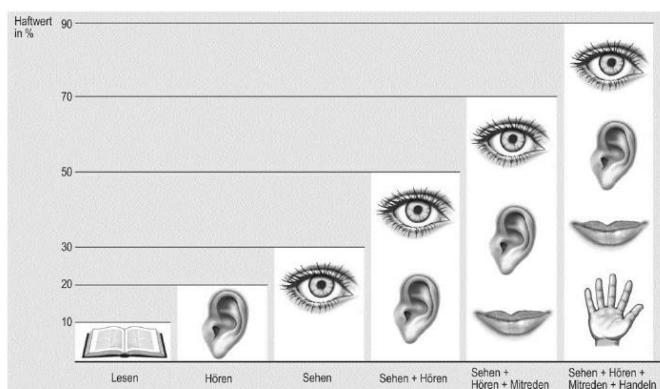 Haftwert
in %
90
70
50
30
20
10
Lesen
Hören
Sehen
Sehen + Hören
Sehen +
Hören + Mitreden
Sehen + Hören +
Mitreden + Handeln